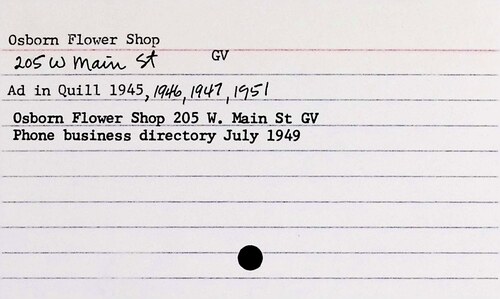 Osborn Flower Shop
205 W Main St GV
Ad in Quill 1945, 1946, 1947, 1951
Osborn Flower Shop 205 W. Main St GV
Phone business directory July 1949